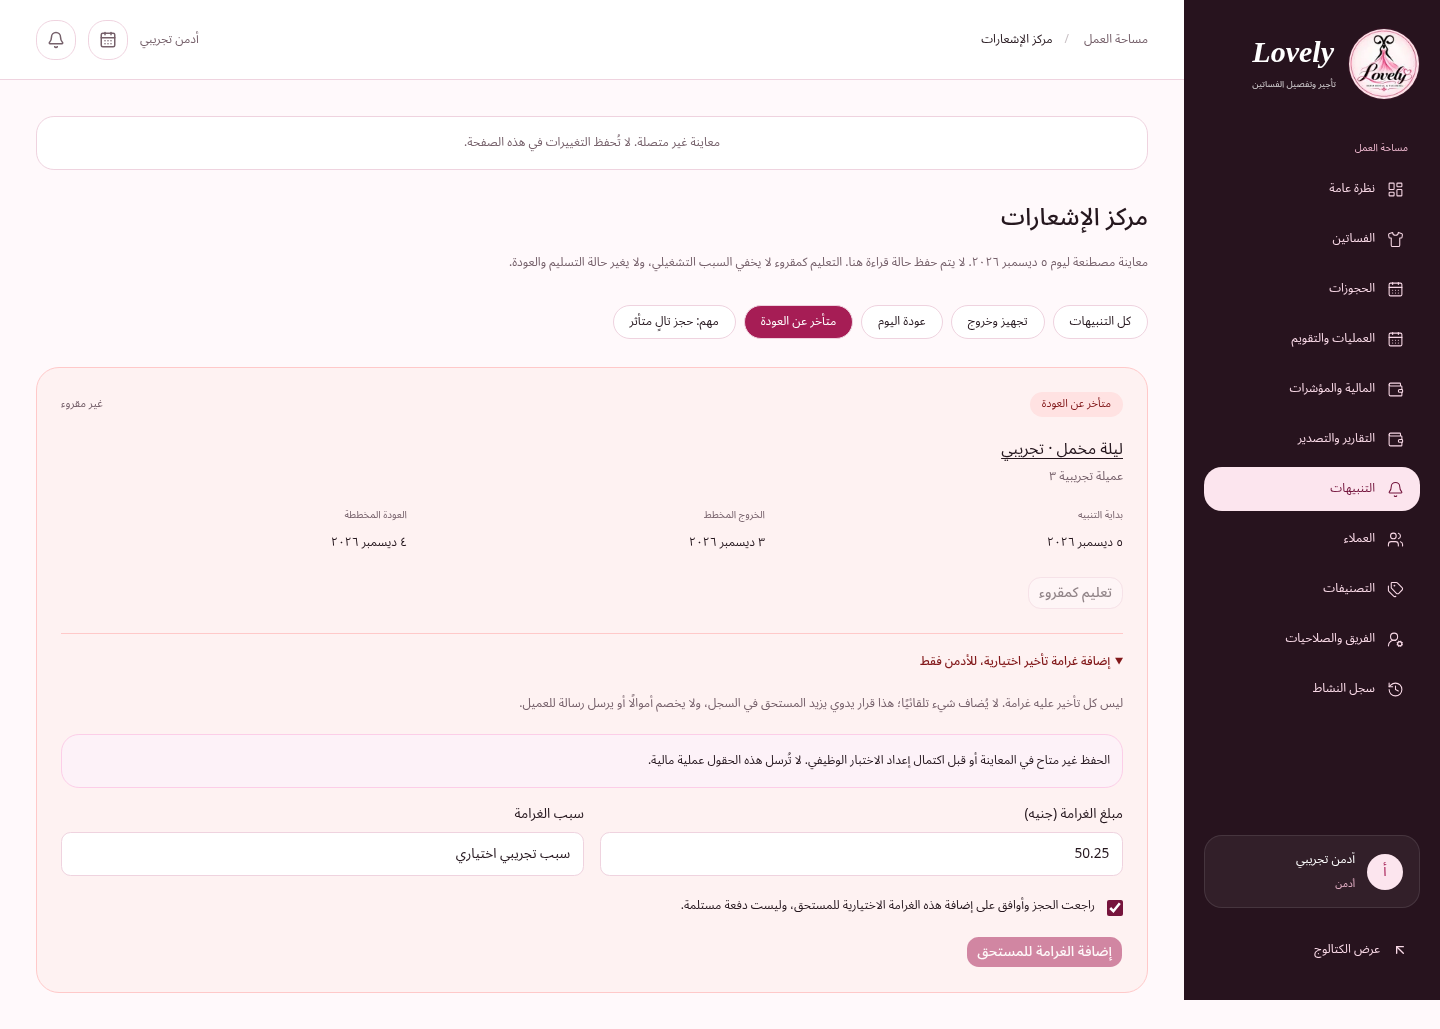 Lovely
تأجير وتفصيل الفساتين
Lovely
مساحة العمل
نظرة عامة
الفساتين
الحجوزات
العمليات والتقويم
المالية والمؤشرات
التقارير والتصدير
التنبيهات
العملاء
التصنيفات
الفريق والصلاحيات
سجل النشاط
أ
أدمن تجريبي
أدمن
عرض الكتالوج
مساحة العمل / مركز الإشعارات
أدمن تجريبي
معاينة غير متصلة. لا تُحفظ التغييرات في هذه الصفحة.
مركز الإشعارات
معاينة مصطنعة ليوم ٥ ديسمبر ٢٠٢٦. لا يتم حفظ حالة قراءة هنا. التعليم كمقروء لا يخفي السبب التشغيلي، ولا يغير حالة التسليم والعودة.
كل التنبيهات
تجهيز وخروج
عودة اليوم
متأخر عن العودة
مهم: حجز تالٍ متأثر
متأخر عن العودة
غير مقروء
ليلة مخمل · تجريبي
عميلة تجريبية ٣
بداية التنبيه
الخروج المخطط
العودة المخططة
٥ ديسمبر ٢٠٢٦
٣ ديسمبر ٢٠٢٦
٤ ديسمبر ٢٠٢٦
تعليم كمقروء
▼ إضافة غرامة تأخير اختيارية، للأدمن فقط
ليس كل تأخير عليه غرامة. لا يُضاف شيء تلقائيًا؛ هذا قرار يدوي يزيد المستحق في السجل، ولا يخصم أموالًا أو يرسل رسالة للعميل.
الحفظ غير متاح في المعاينة أو قبل اكتمال إعداد الاختبار الوظيفي. لا تُرسل هذه الحقول عملية مالية.
مبلغ الغرامة (جنيه)
سبب الغرامة
50.25
سبب تجريبي اختياري
راجعت الحجز وأوافق على إضافة هذه الغرامة الاختيارية للمستحق، وليست دفعة مستلمة.
إضافة الغرامة للمستحق